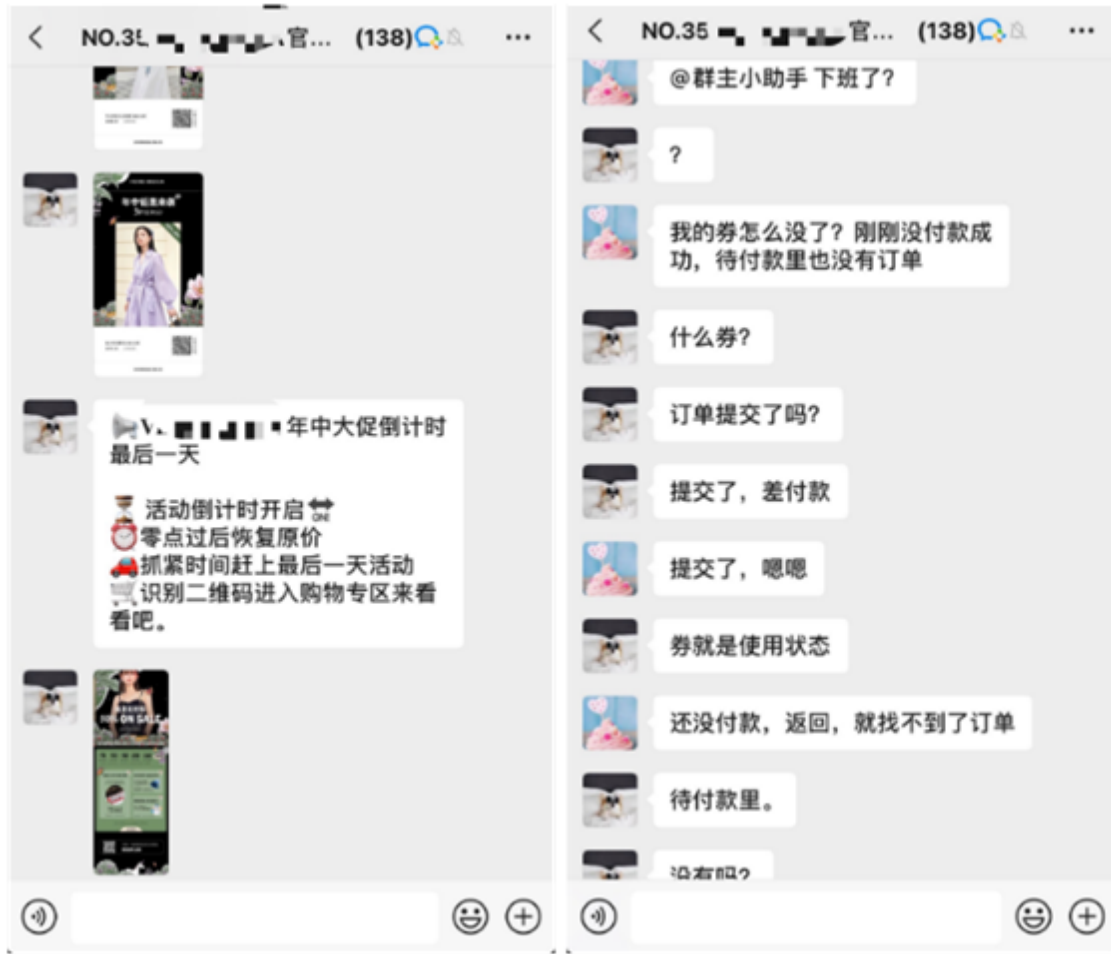 NO.35
官... (138)
年中大促倒计时
最后一天
活动倒计时开启
零点过后恢复原价
抓紧时间赶上最后一天活动
识别二维码进入购物专区来看
看吧。
ON SALE
NO.35
官... (138)
@群主小助手 下班了?
?
我的券怎么没了? 刚刚没付款成
功, 待付款里也没有订单
什么券?
订单提交了吗?
提交了, 差付款
提交了, 嗯嗯
券就是使用状态
还没付款, 返回, 就找不到了订单
待付款里。
没有吗?